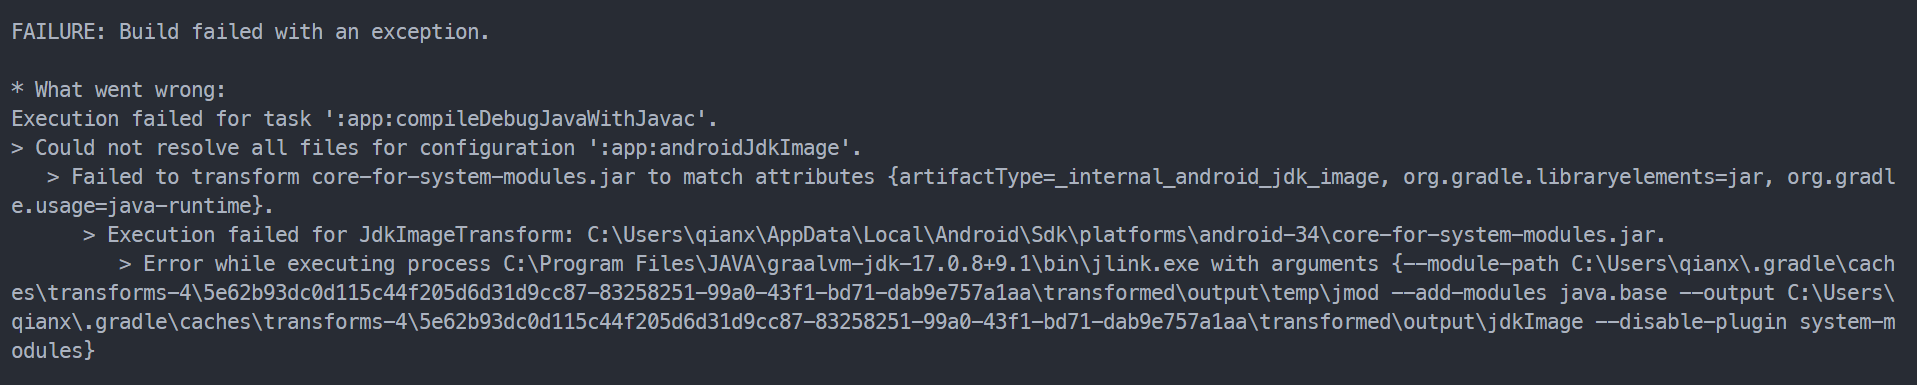 FAILURE: Build failed with an exception.
* What went wrong:
Execution failed for task ':app:compileDebugJavaWithJavac'.
> Could not resolve all files for configuration ':app:androidJdkImage'.
> Failed to transform core-for-system-modules.jar to match attributes {artifactType=_internal_android_jdk_image, org.gradle.libraryelements=jar, org.gradl
e.usage=java-runtime}.
> Execution failed for JdkImageTransform: C:\Users\qianx\AppData\Local\Android\Sdk\platforms\android-34\core-for-system-modules.jar.
> Error while executing process C:\Program Files\JAVA\graalvm-jdk-17.0.8+9.1\bin\jlink.exe with arguments {--module-path C:\Users\qianx\.gradle\cach
es\transforms-4\5e62b93dc0d115c44f205d6d31d9cc87-83258251-99a0-43f1-bd71-dab9e757a1aa\transformed\output\temp\jmod --add-modules java.base --output C:\Users\
qianx\.gradle\caches\transforms-4\5e62b93dc0d115c44f205d6d31d9cc87-83258251-99a0-43f1-bd71-dab9e757a1aa\transformed\output\jdkImage --disable-plugin system-m
odules}